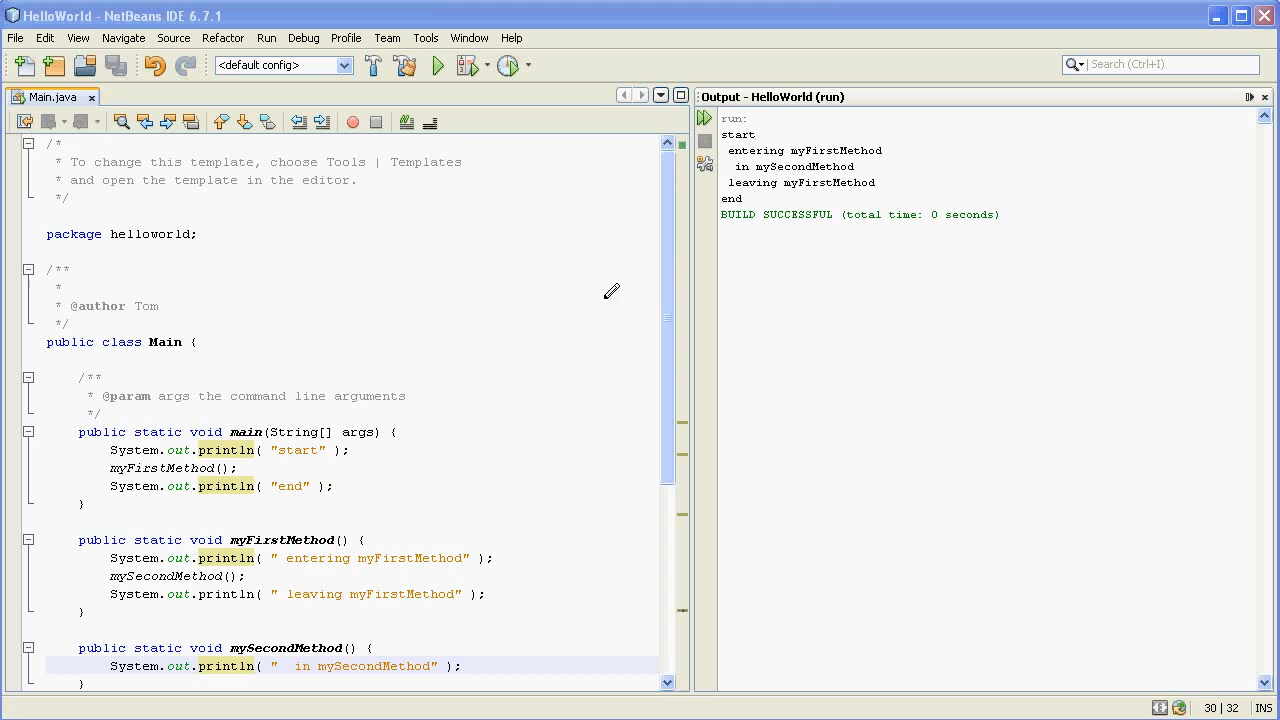 HelloWorld - NetBeans IDE 6.7.1
File Edit View Navigate Source Refactor Run Debug Profile Team Tools Window Help
<default config> Search (Ctrl+I)
Main.java
/*
 * To change this template, choose Tools | Templates
 * and open the template in the editor.
 */
package helloworld;
/**
 *
 * @author Tom
 */
public class Main {
    /**
     * @param args the command line arguments
     */
    public static void main(String[] args) {
        System.out.println( "start" );
        myFirstMethod();
        System.out.println( "end" );
    }
    public static void myFirstMethod() {
        System.out.println( " entering myFirstMethod" );
        mySecondMethod();
        System.out.println( " leaving myFirstMethod" );
    }
    public static void mySecondMethod() {
        System.out.println( "  in mySecondMethod" );
    }
Output - HelloWorld (run)
run:
start
 entering myFirstMethod
  in mySecondMethod
 leaving myFirstMethod
end
BUILD SUCCESSFUL (total time: 0 seconds)
30 | 32 INS